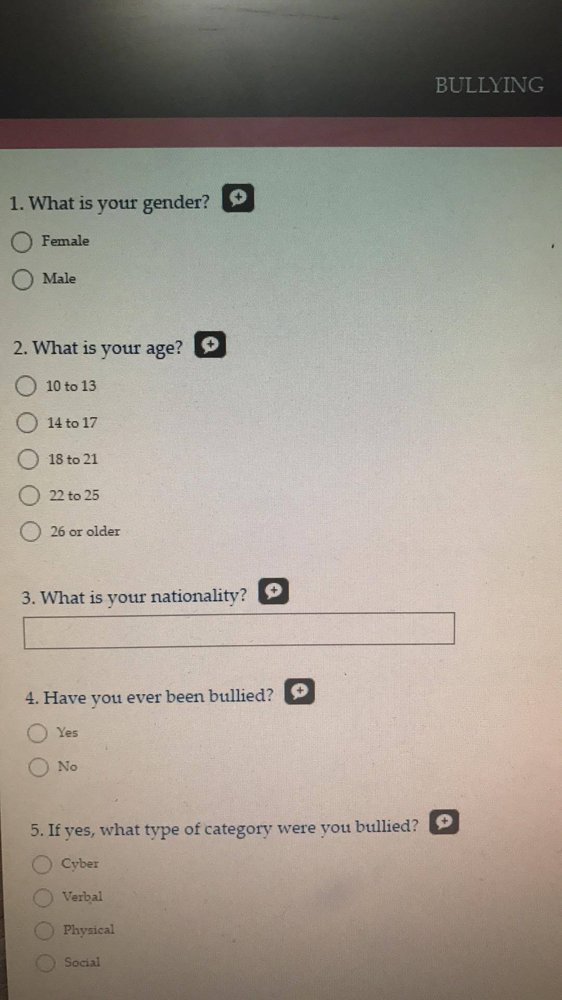 BULLYING
1. What is your gender?
Female
Male
2. What is your age?
10 to 13
14 to 17
18 to 21
22 to 25
26 or older
3. What is your nationality?
4. Have you ever been bullied?
Yes
No
5. If yes, what type of category were you bullied?
Cyber
Verbal
Physical
Social